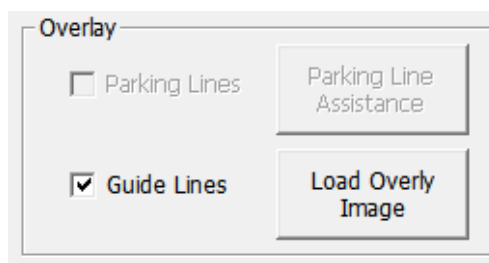 Overlay
Parking Lines
Parking Line
Assistance
Guide Lines
Load Overly
Image